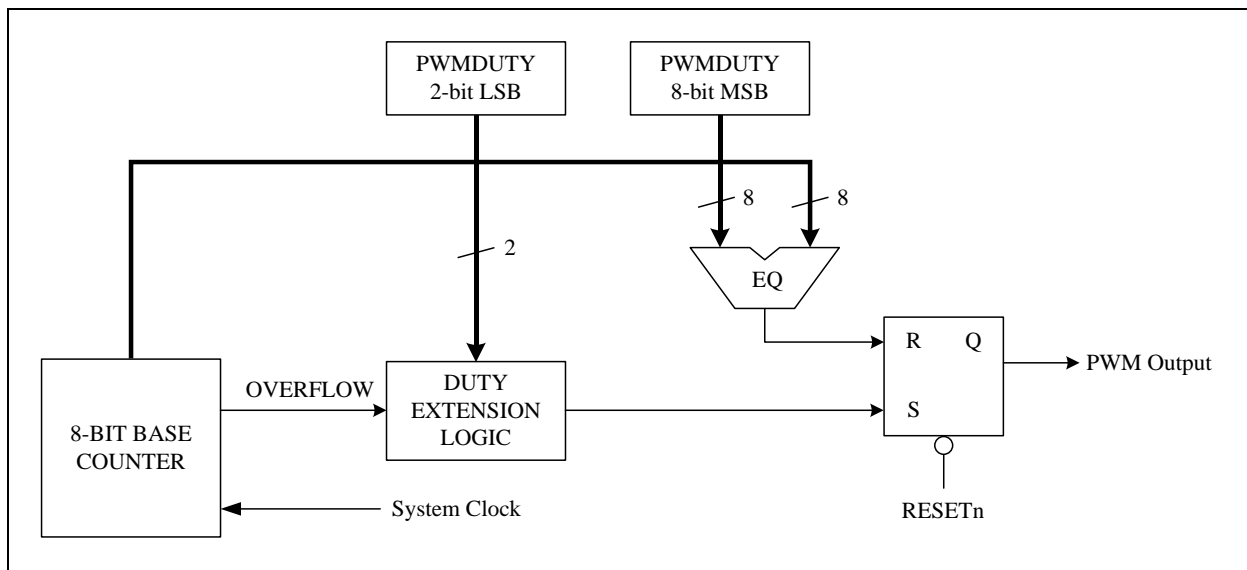 PWMDUTY
2-bit LSB
PWMDUTY
8-bit MSB
8
8
2
EQ
R
Q
PWM Output
S
OVERFLOW
DUTY
EXTENSION
LOGIC
8-BIT BASE
COUNTER
System Clock
RESETn